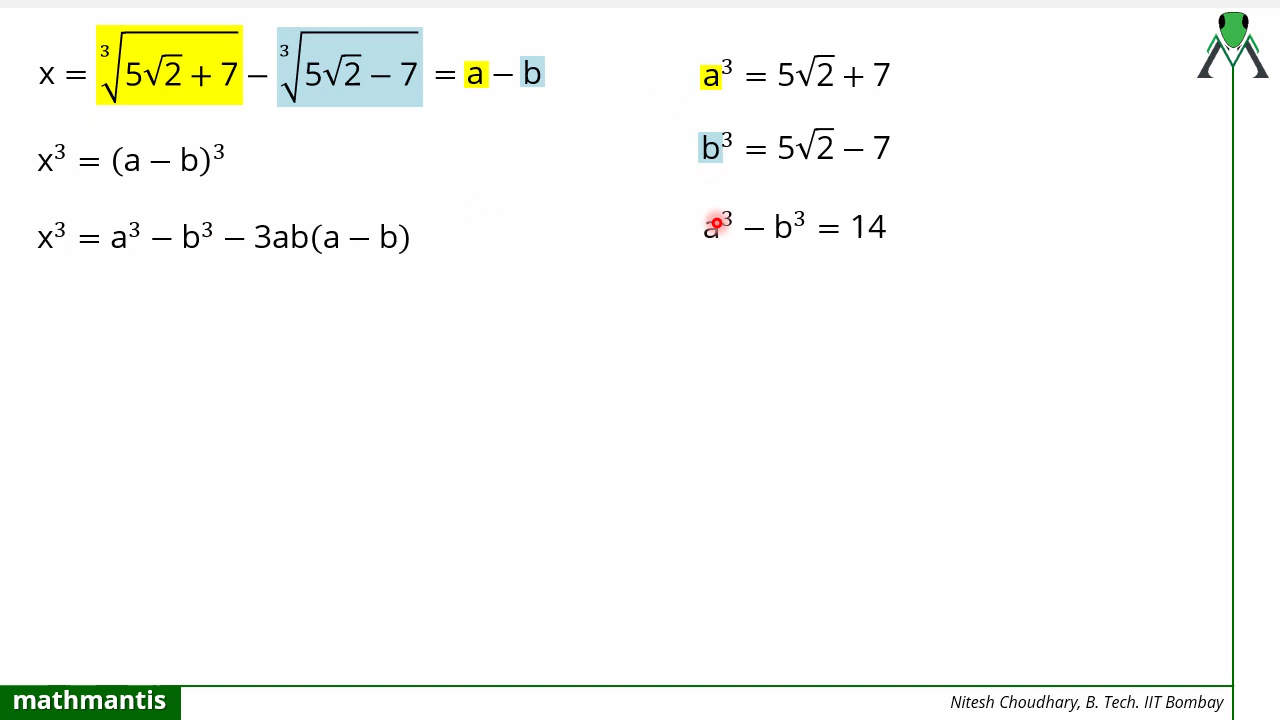 x = ∛(5√2 + 7) − ∛(5√2 − 7) = a − b
x³ = (a − b)³
x³ = a³ − b³ − 3ab(a − b)
a³ = 5√2 + 7
b³ = 5√2 − 7
a³ − b³ = 14
mathmantis
Nitesh Choudhary, B. Tech. IIT Bombay